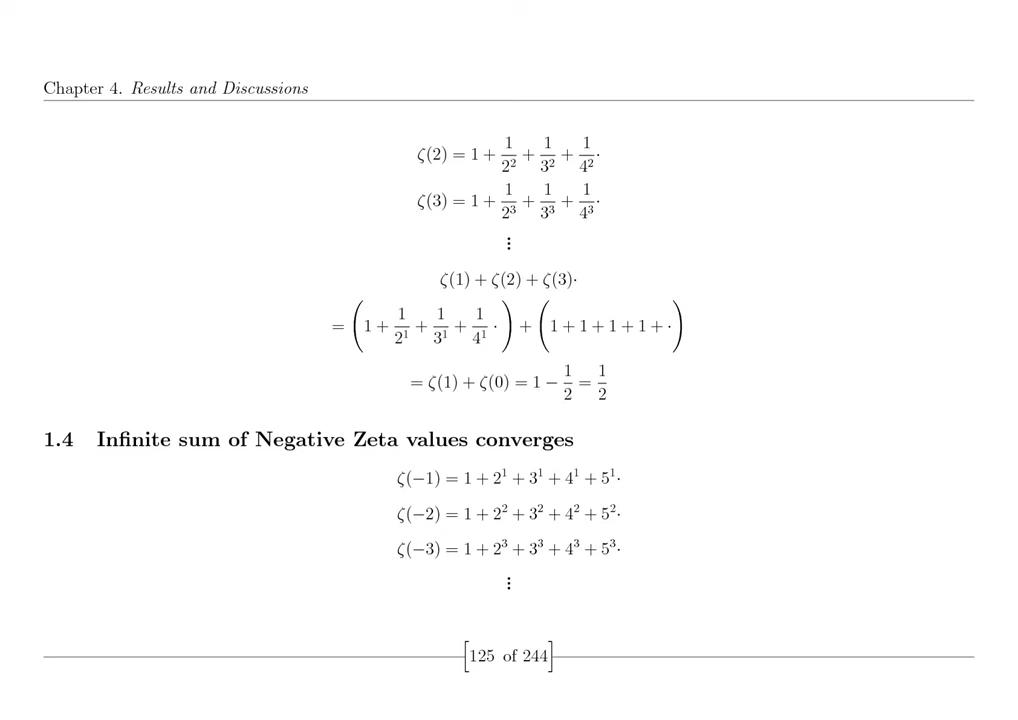 Chapter 4. Results and Discussions
ζ(2) = 1 + 1/2² + 1/3² + 1/4² ·
ζ(3) = 1 + 1/2³ + 1/3³ + 1/4³ ·
⋮
ζ(1) + ζ(2) + ζ(3)·
= (1 + 1/2¹ + 1/3¹ + 1/4¹ ·) + (1 + 1 + 1 + 1 + ·)
= ζ(1) + ζ(0) = 1 − 1/2 = 1/2
1.4 Infinite sum of Negative Zeta values converges
ζ(−1) = 1 + 2¹ + 3¹ + 4¹ + 5¹·
ζ(−2) = 1 + 2² + 3² + 4² + 5²·
ζ(−3) = 1 + 2³ + 3³ + 4³ + 5³·
⋮
[125 of 244]